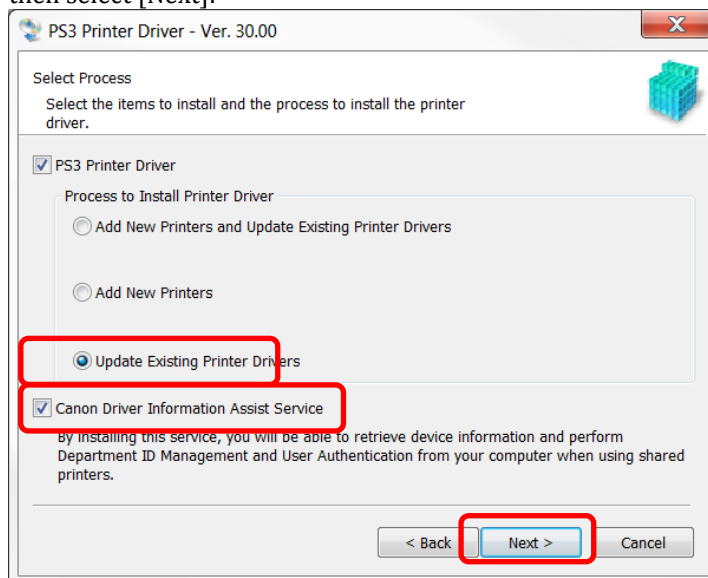 then select [Next].
PS3 Printer Driver - Ver. 30.00
X
Select Process
Select the items to install and the process to install the printer
driver.
PS3 Printer Driver
Process to Install Printer Driver
Add New Printers and Update Existing Printer Drivers
Add New Printers
Update Existing Printer Drivers
Canon Driver Information Assist Service
By installing this service, you will be able to retrieve device information and perform
Department ID Management and User Authentication from your computer when using shared
printers.
< Back Next > Cancel